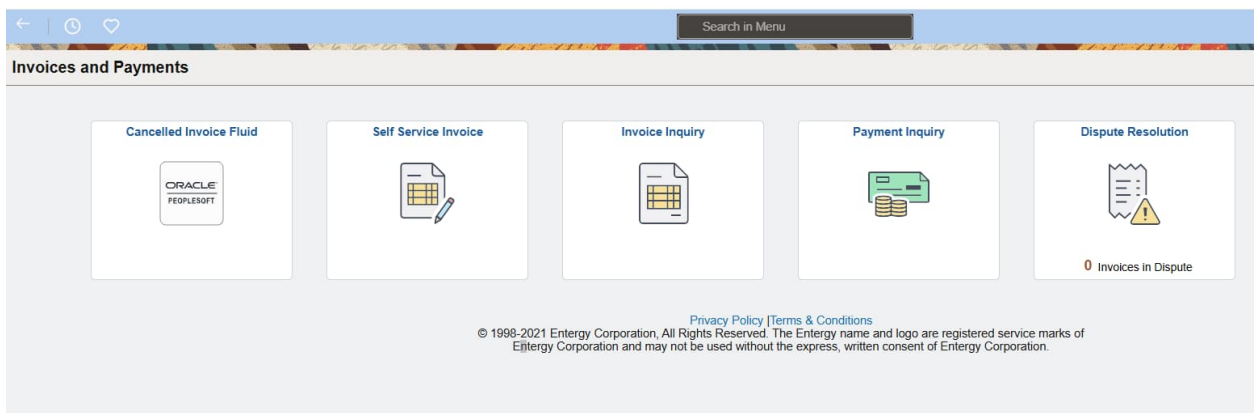 Search in Menu
Invoices and Payments
Cancelled Invoice Fluid
Self Service Invoice
Invoice Inquiry
Payment Inquiry
Dispute Resolution
ORACLE
PEOPLESOFT
0 Invoices in Dispute
Privacy Policy |Terms & Conditions
© 1998-2021 Entergy Corporation, All Rights Reserved. The Entergy name and logo are registered service marks of
Entergy Corporation and may not be used without the express, written consent of Entergy Corporation.